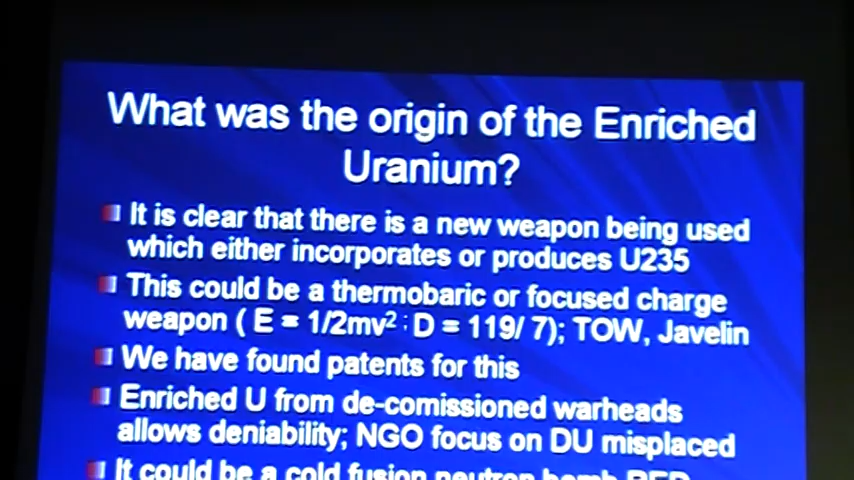 What was the origin of the Enriched
Uranium?
It is clear that there is a new weapon being used
which either incorporates or produces U235
This could be a thermobaric or focused charge
weapon ( E = 1/2mv² ; D = 119/ 7); TOW, Javelin
We have found patents for this
Enriched U from de-comissioned warheads
allows deniability; NGO focus on DU misplaced
It could be a cold fusion neutron bomb RED